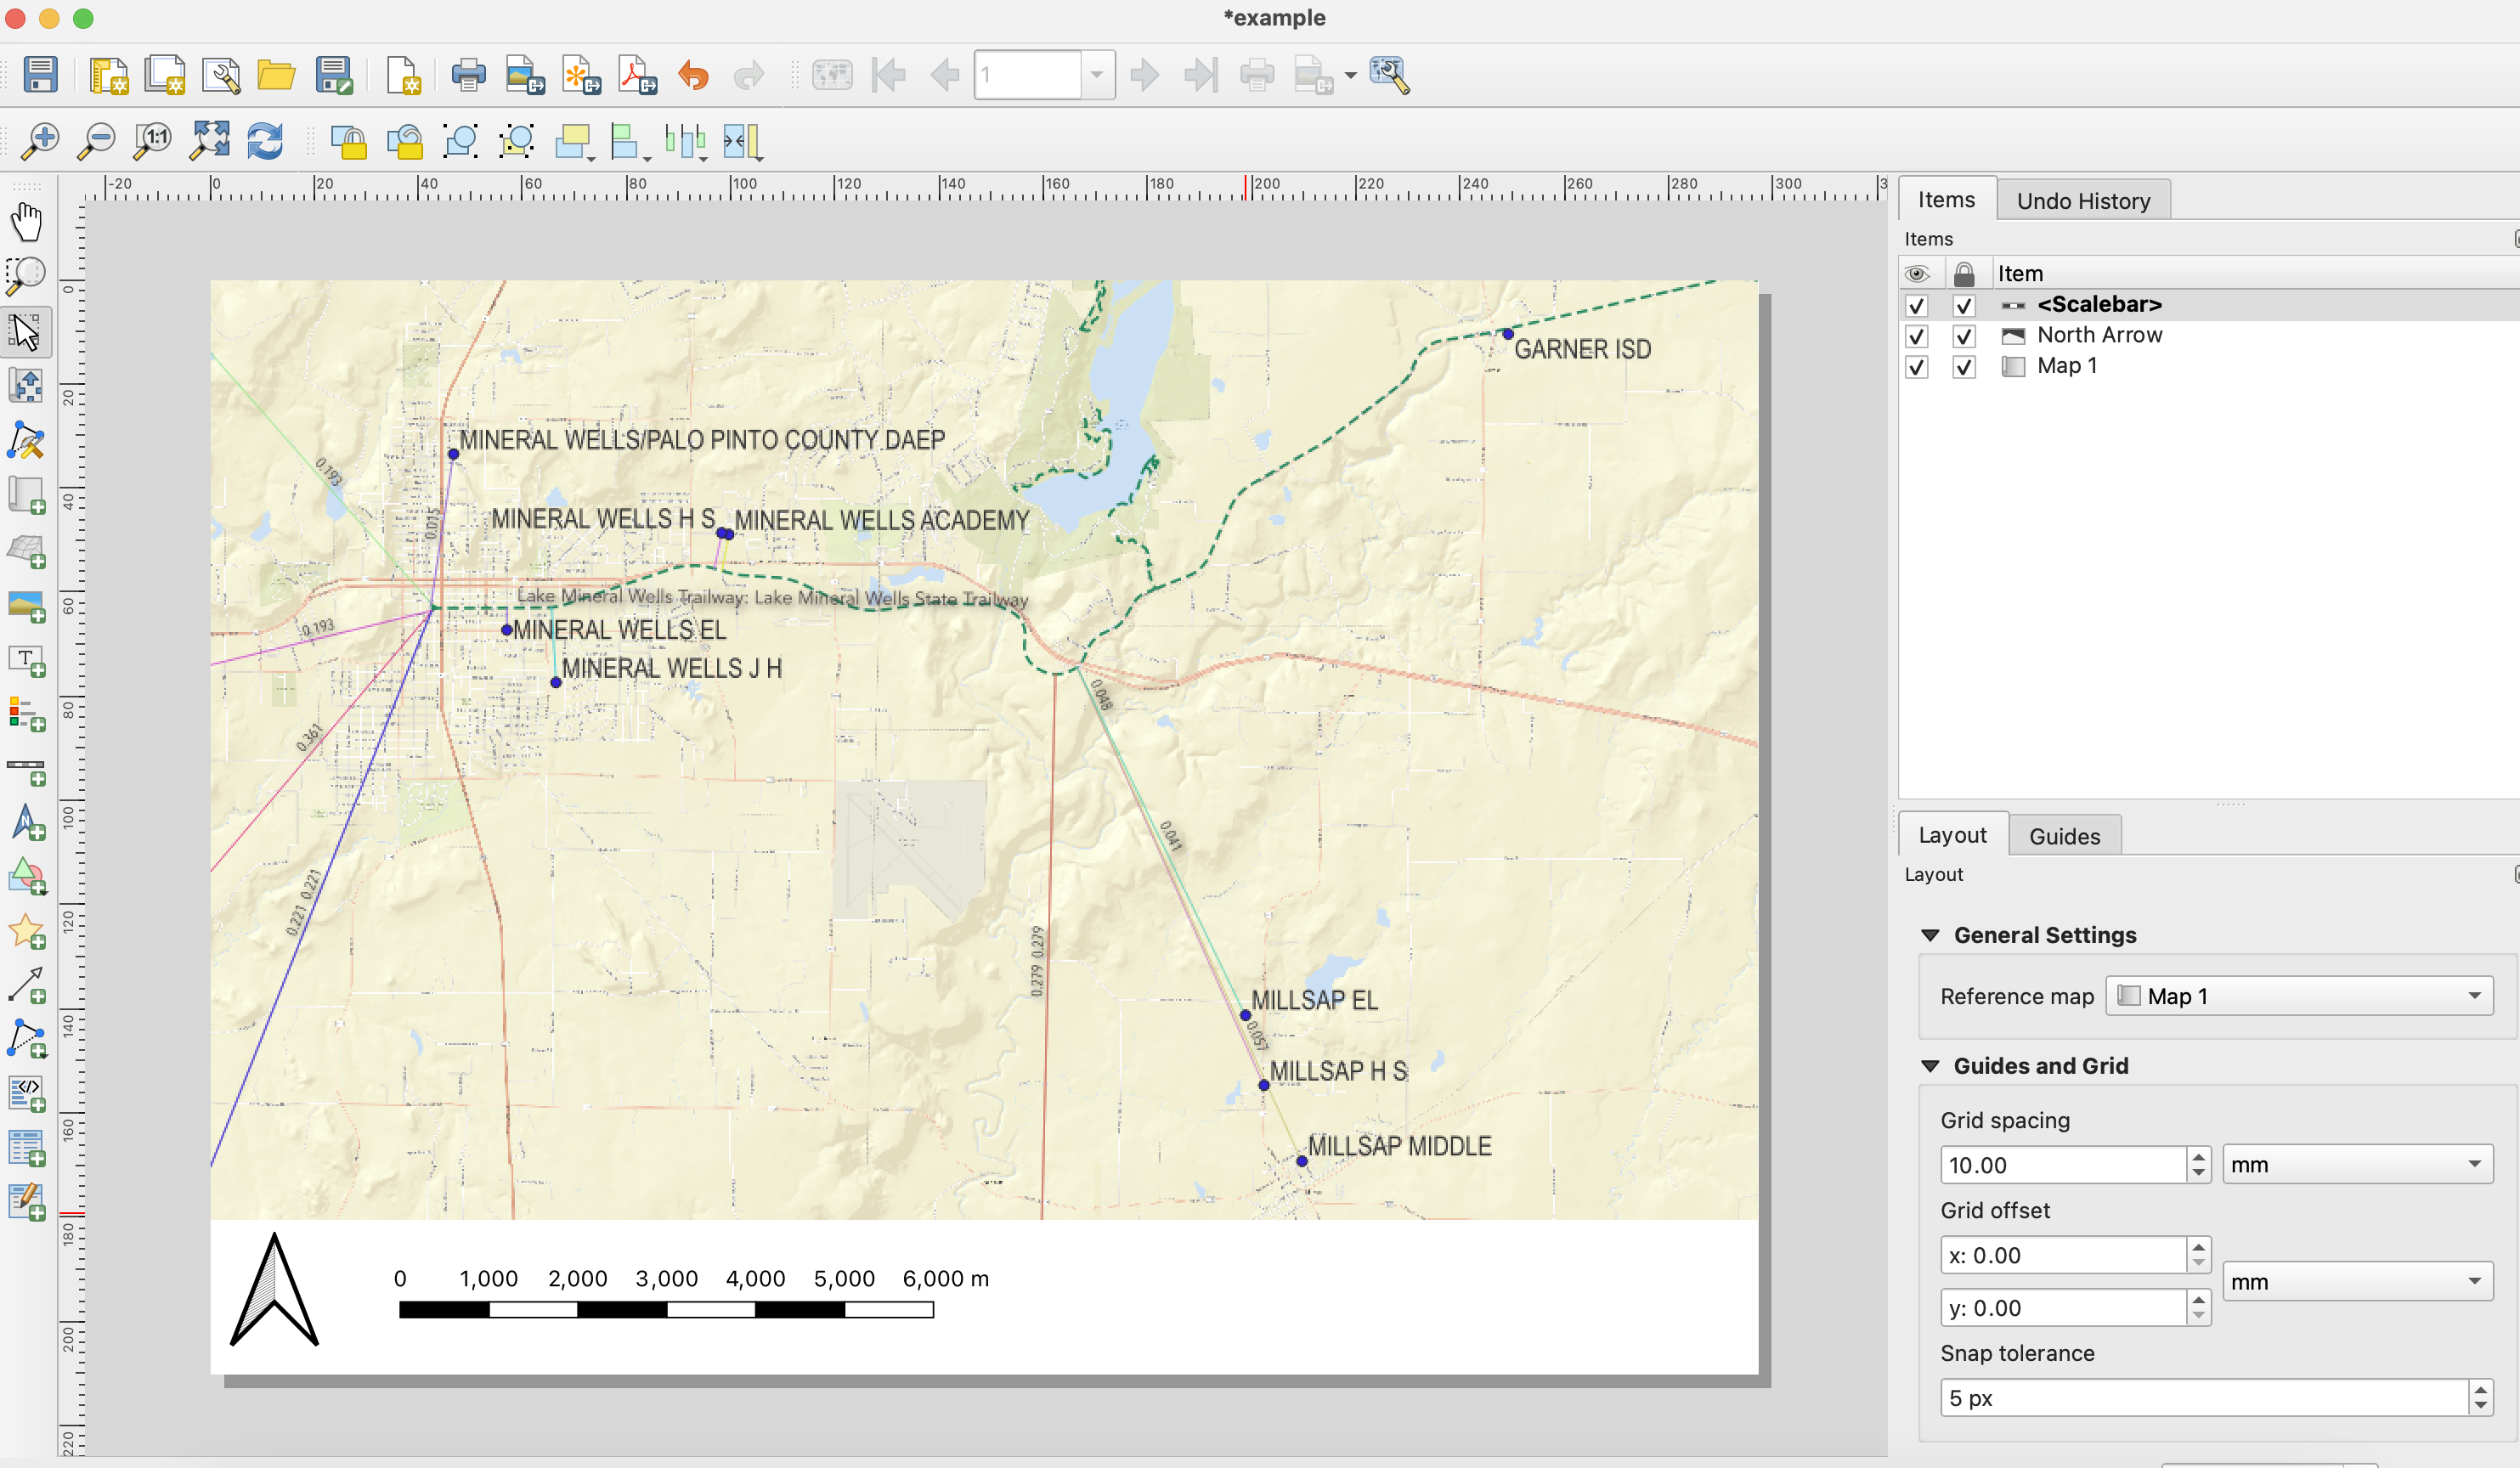 *example
1:1
1
-20 0 20 40 60 80 100 120 140 160 180 200 220 240 260 280 300 3
0 20 40 60 80 100 120 140 160 180 200 220
GARNER ISD
MINERAL WELLS/PALO PINTO COUNTY DAEP
0.193
0.015
MINERAL WELLS H S MINERAL WELLS ACADEMY
Lake Mineral Wells Trailway: Lake Mineral Wells State Trailway
0.193
MINERAL WELLS EL
MINERAL WELLS J H
0.048
0.361
0.041
0.221 0.221
0.279 0.279
MILLSAP EL
0.057
MILLSAP H S
MILLSAP MIDDLE
0 1,000 2,000 3,000 4,000 5,000 6,000 m
Items Undo History
Items
Item
<Scalebar>
North Arrow
Map 1
Layout Guides
Layout
General Settings
Reference map Map 1
Guides and Grid
Grid spacing
10.00 mm
Grid offset
x: 0.00
mm
y: 0.00
Snap tolerance
5 px